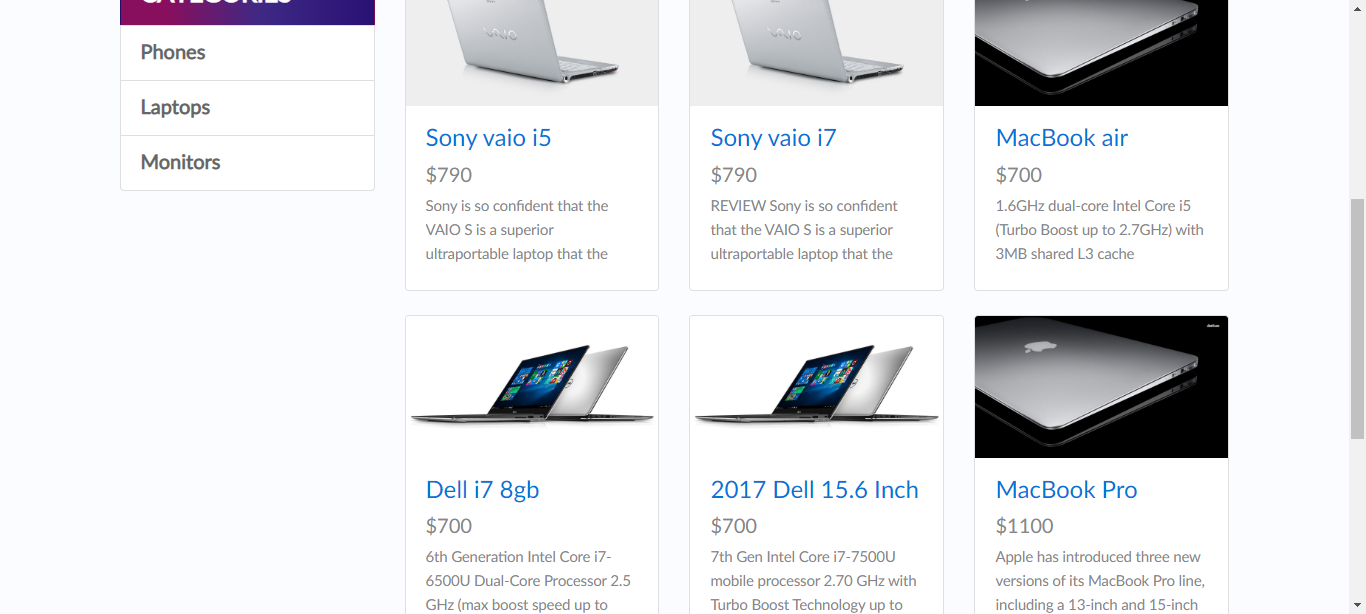 CATEGORIES
Phones
Laptops
Monitors
VAIO
VAIO
Sony vaio i5
$790
Sony is so confident that the
VAIO S is a superior
ultraportable laptop that the
Sony vaio i7
$790
REVIEW Sony is so confident
that the VAIO S is a superior
ultraportable laptop that the
MacBook air
$700
1.6GHz dual-core Intel Core i5
(Turbo Boost up to 2.7GHz) with
3MB shared L3 cache
Dell i7 8gb
$700
6th Generation Intel Core i7-
6500U Dual-Core Processor 2.5
GHz (max boost speed up to
2017 Dell 15.6 Inch
$700
7th Gen Intel Core i7-7500U
mobile processor 2.70 GHz with
Turbo Boost Technology up to
MacBook Pro
$1100
Apple has introduced three new
versions of its MacBook Pro line,
including a 13-inch and 15-inch